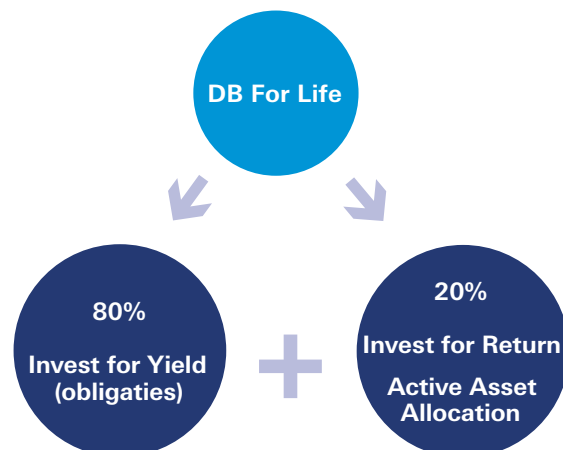 DB For Life
80%
Invest for Yield
(obligaties)
20%
Invest for Return
Active Asset
Allocation